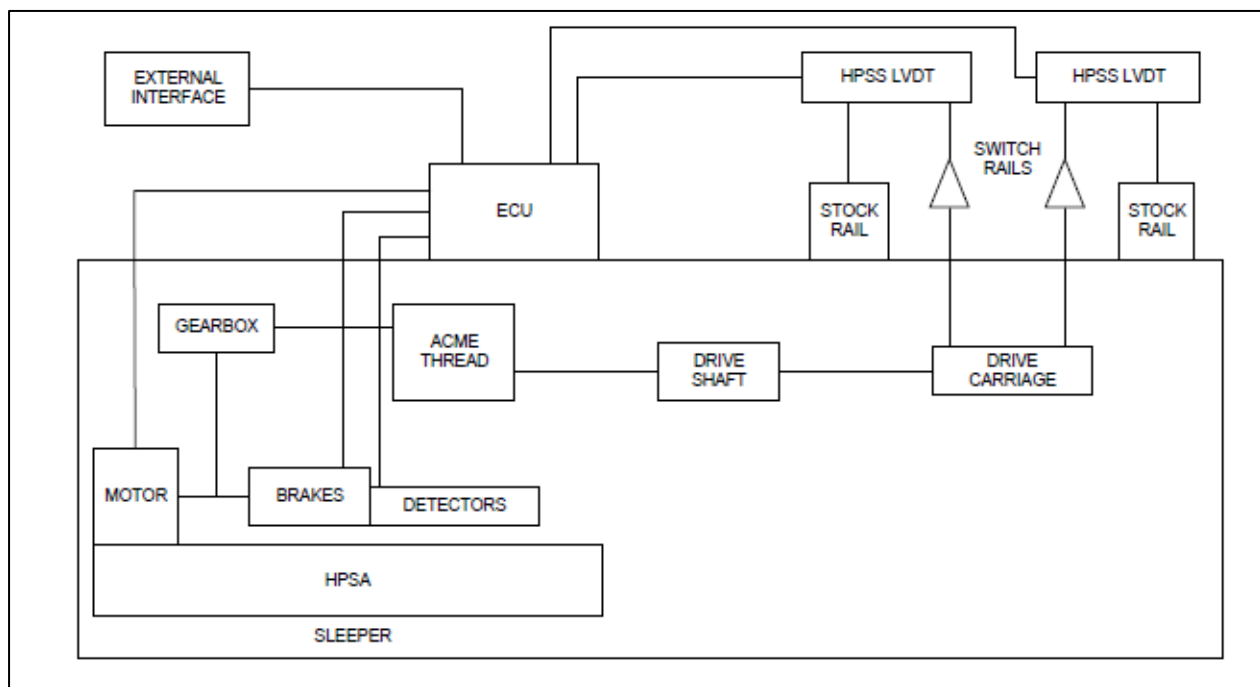 EXTERNAL
INTERFACE
HPSS LVDT
HPSS LVDT
SWITCH
RAILS
ECU
STOCK
RAIL
STOCK
RAIL
GEARBOX
ACME
THREAD
DRIVE
SHAFT
DRIVE
CARRIAGE
MOTOR
BRAKES
DETECTORS
HPSA
SLEEPER